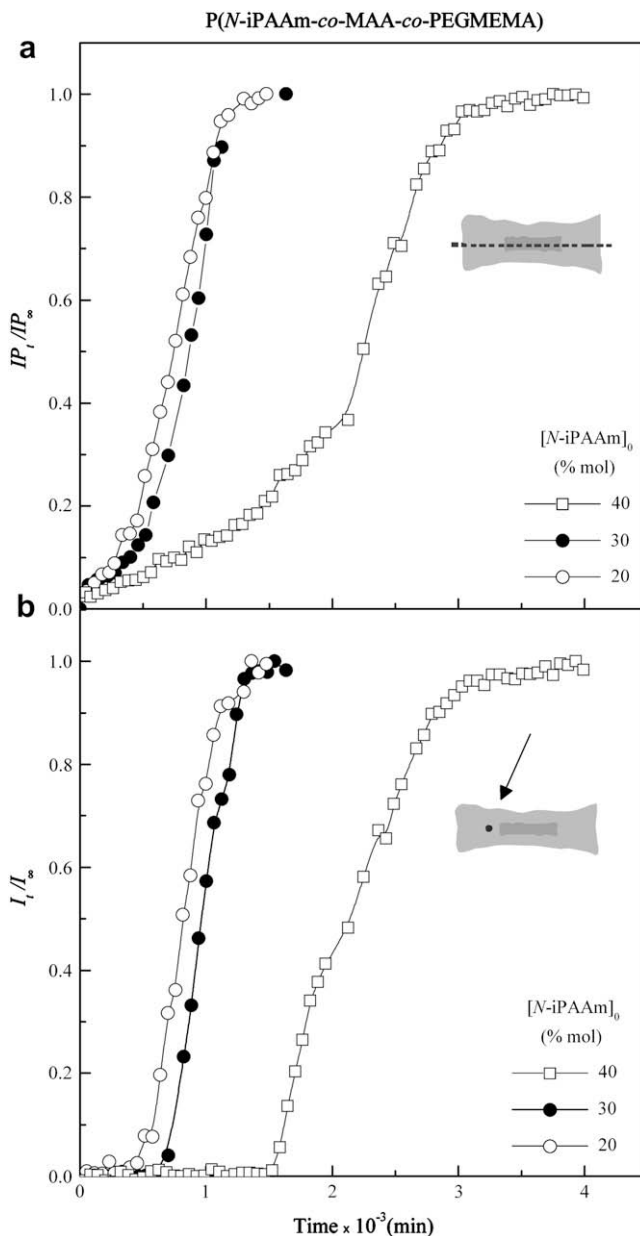 P(N-iPAAm-co-MAA-co-PEGMEMA)
a
1.0
0.8
0.6
0.4
0.2
0.0
IPt/IP∞
[N-iPAAm]0
(% mol)
40
30
20
b
1.0
0.8
0.6
0.4
0.2
0.0
It/I∞
[N-iPAAm]0
(% mol)
40
30
20
0 1 2 3 4
Time × 10-3(min)